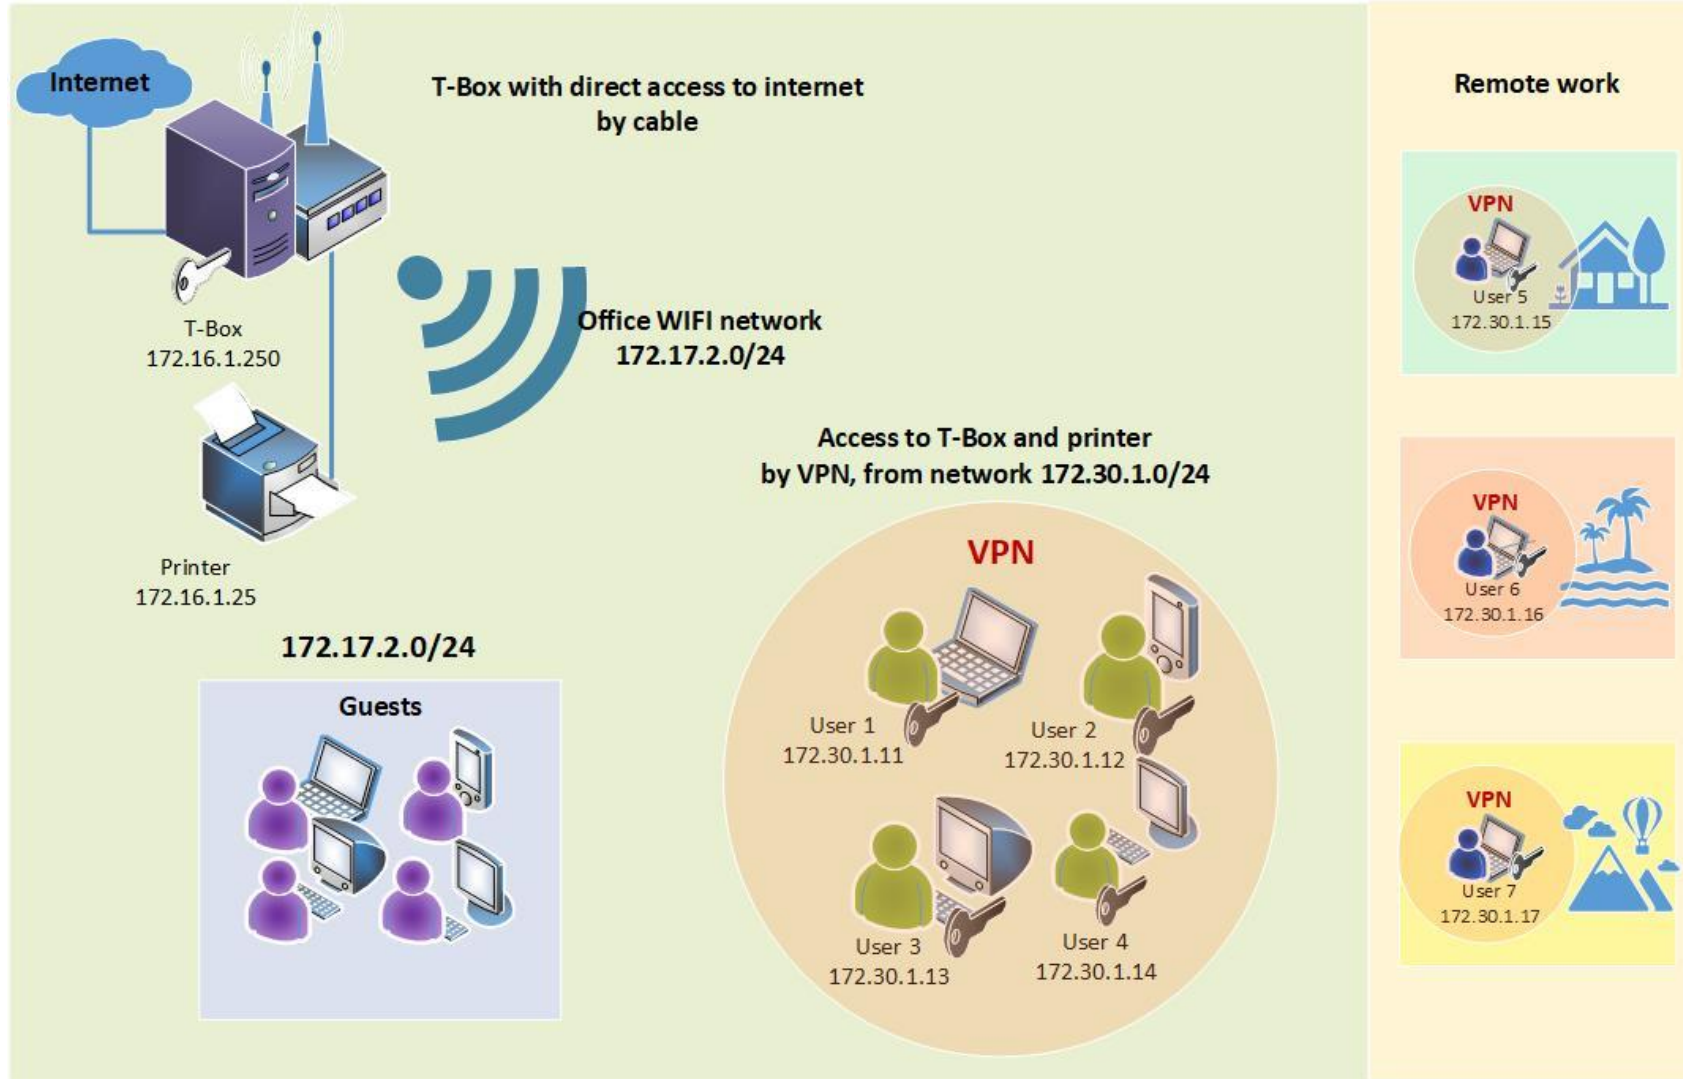 Internet
T-Box with direct access to internet
by cable
T-Box
172.16.1.250
Office WIFI network
172.17.2.0/24
Printer
172.16.1.25
172.17.2.0/24
Guests
Access to T-Box and printer
by VPN, from network 172.30.1.0/24
VPN
User 1
172.30.1.11
User 2
172.30.1.12
User 3
172.30.1.13
User 4
172.30.1.14
Remote work
VPN
User 5
172.30.1.15
VPN
User 6
172.30.1.16
VPN
User 7
172.30.1.17